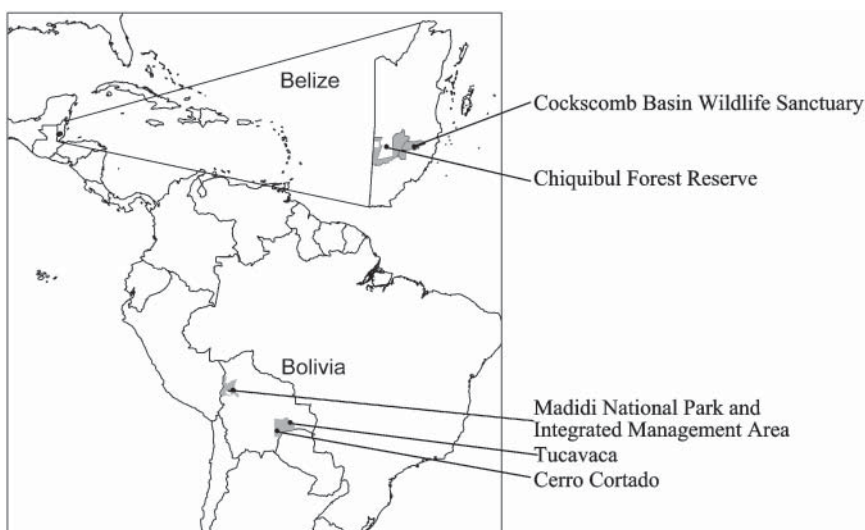 Belize
Cockscomb Basin Wildlife Sanctuary
Chiquibul Forest Reserve
Bolivia
Madidi National Park and
Integrated Management Area
Tucavaca
Cerro Cortado